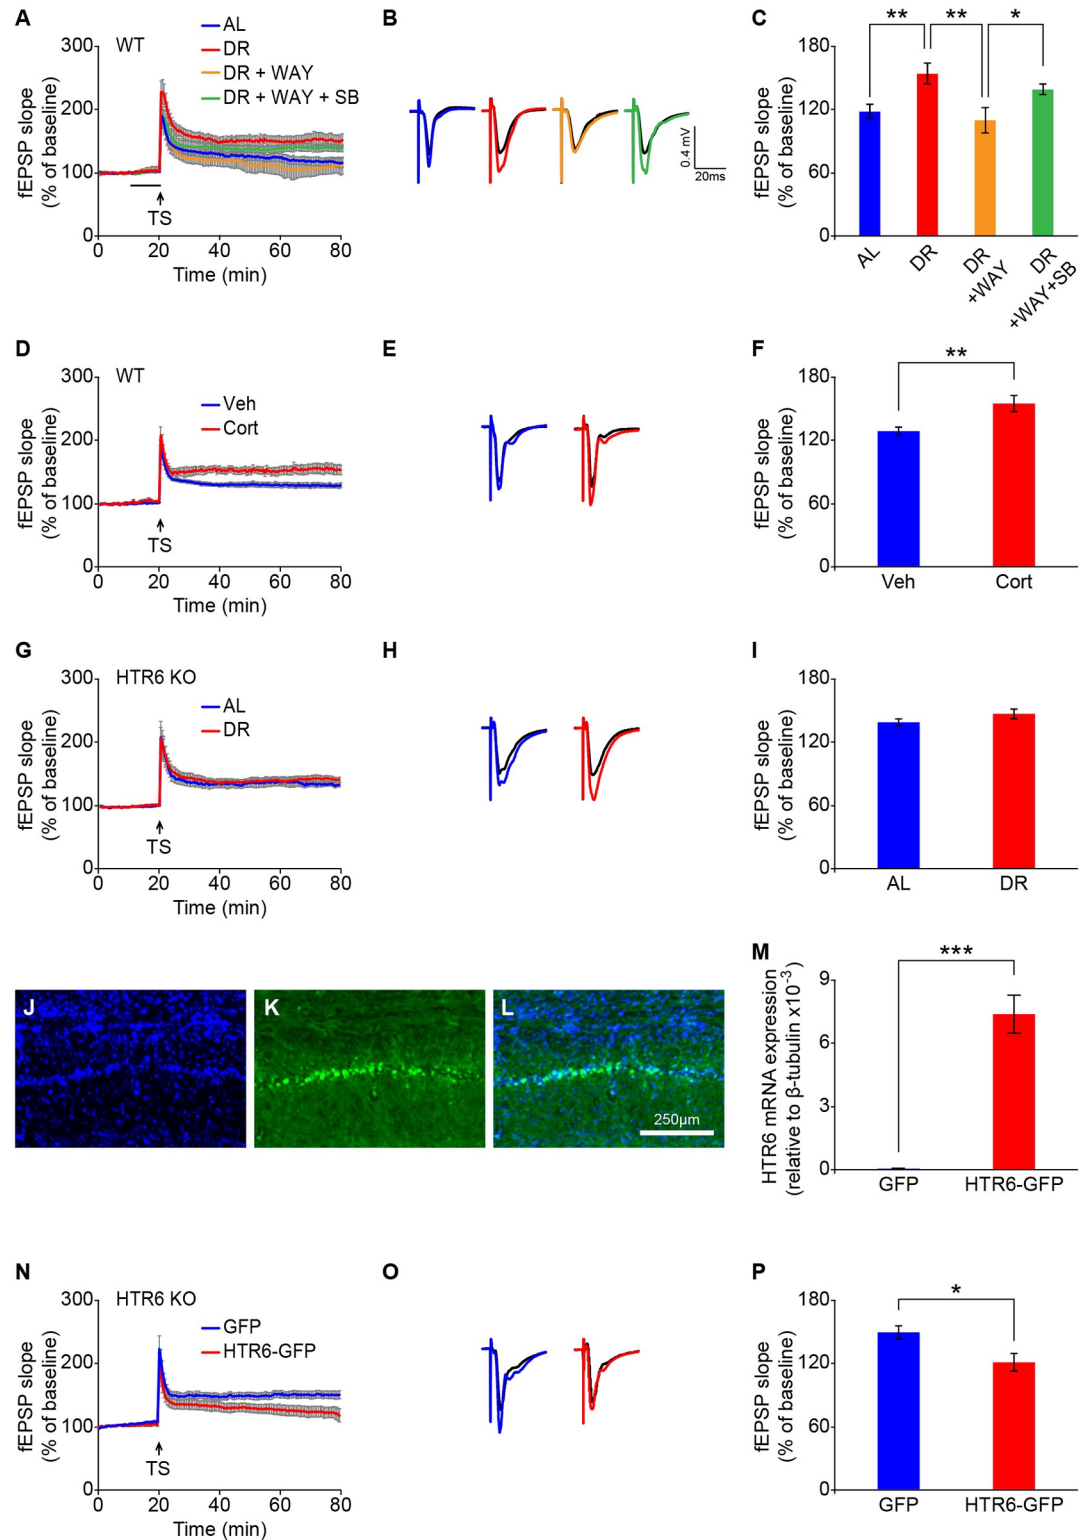 A
WT
AL
DR
DR + WAY
DR + WAY + SB
300
200
100
0
fEPSP slope
(% of baseline)
TS
0 20 40 60 80
Time (min)
B
0.4 mV
20ms
C
** ** *
180
120
60
0
fEPSP slope
(% of baseline)
AL
DR
DR
+WAY
DR
+WAY+SB
D
WT
Veh
Cort
300
200
100
0
fEPSP slope
(% of baseline)
TS
0 20 40 60 80
Time (min)
E
F
**
180
120
60
0
fEPSP slope
(% of baseline)
Veh Cort
G
HTR6 KO
AL
DR
300
200
100
0
fEPSP slope
(% of baseline)
TS
0 20 40 60 80
Time (min)
H
I
180
120
60
0
fEPSP slope
(% of baseline)
AL DR
J
K
L
250μm
M
***
9
6
3
0
HTR6 mRNA expression
(relative to β-tubulin x10⁻³)
GFP HTR6-GFP
N
HTR6 KO
GFP
HTR6-GFP
300
200
100
0
fEPSP slope
(% of baseline)
TS
0 20 40 60 80
Time (min)
O
P
*
180
120
60
0
fEPSP slope
(% of baseline)
GFP HTR6-GFP